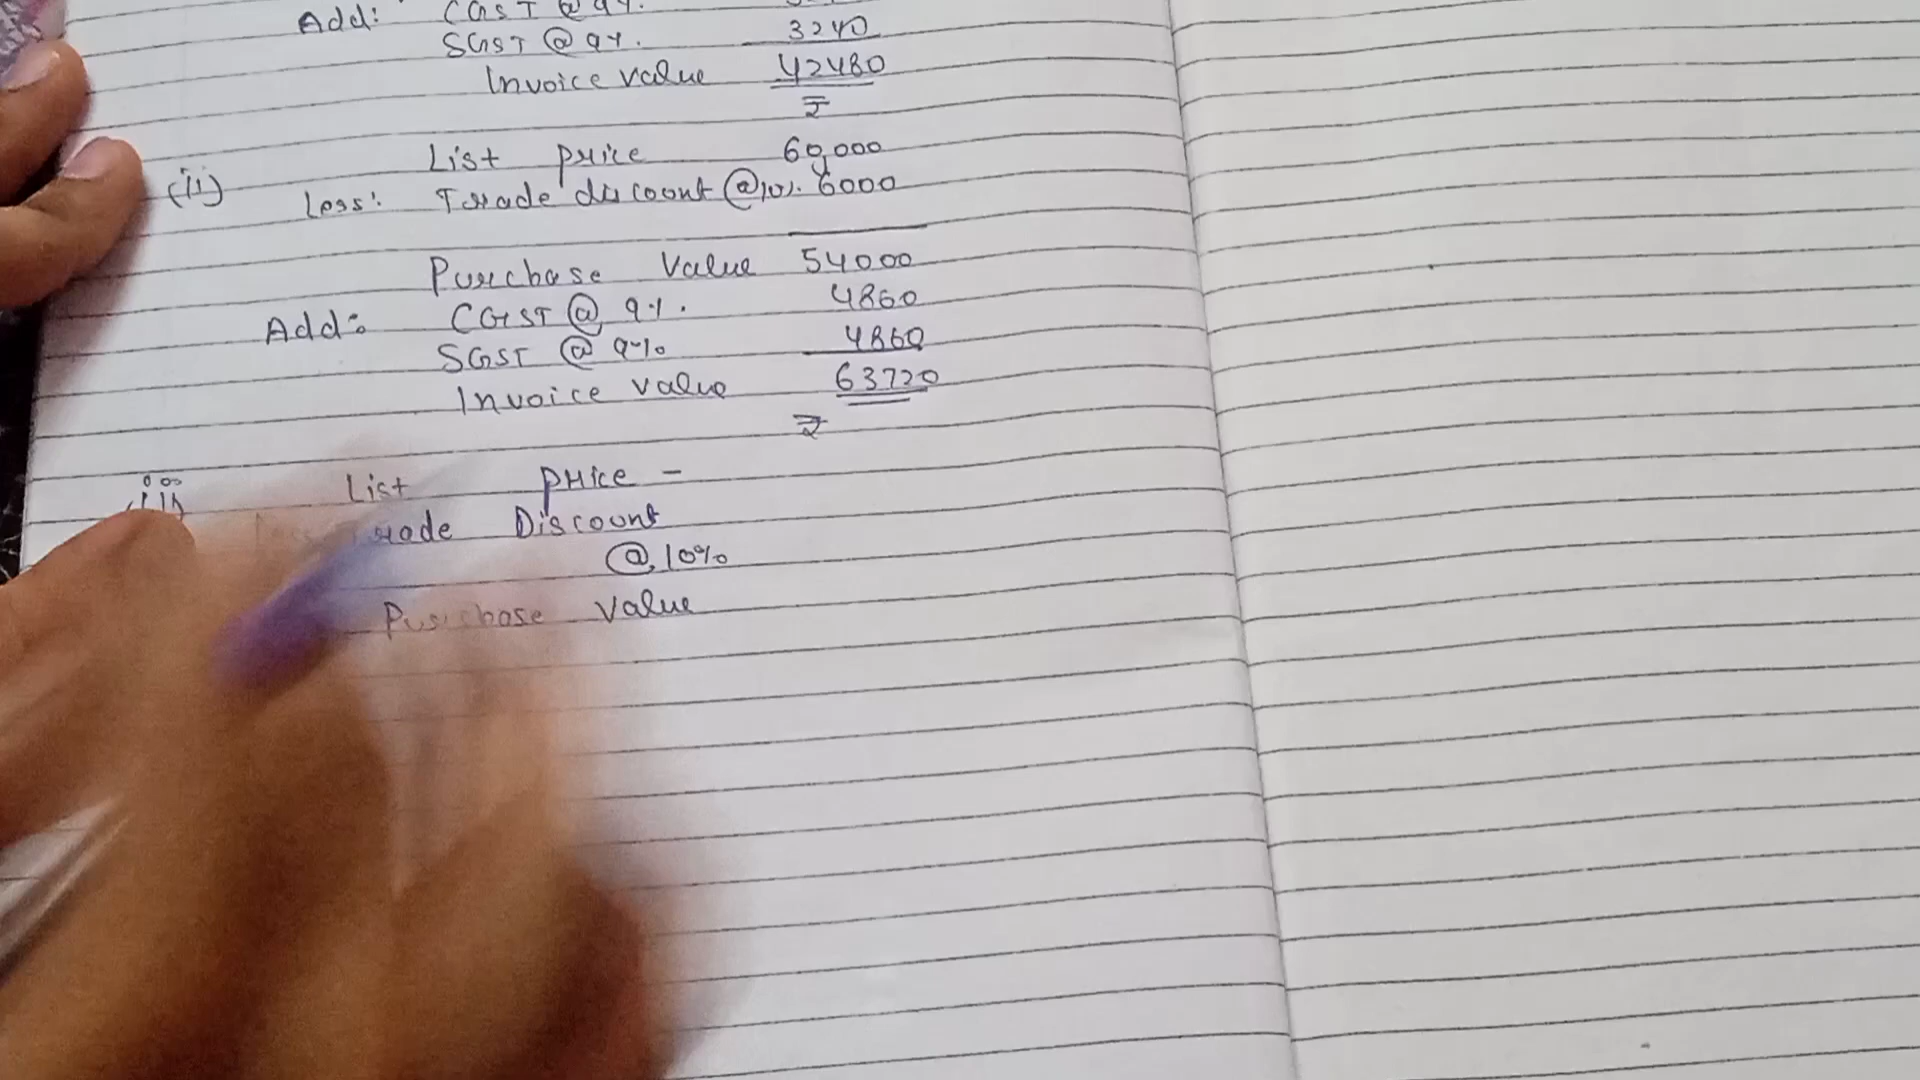 Add: CGST @ 9%.
SGST @ 9%. 3240
Invoice value 42480
₹
(ii) List price 60,000
Less: Trade discount @10%. 6000
Purchase Value 54000
Add: CGST @ 9%. 4860
SGST @ 9% 4860
Invoice value 63720
₹
(iii) List price -
Discount
@ 10%
Purchase value